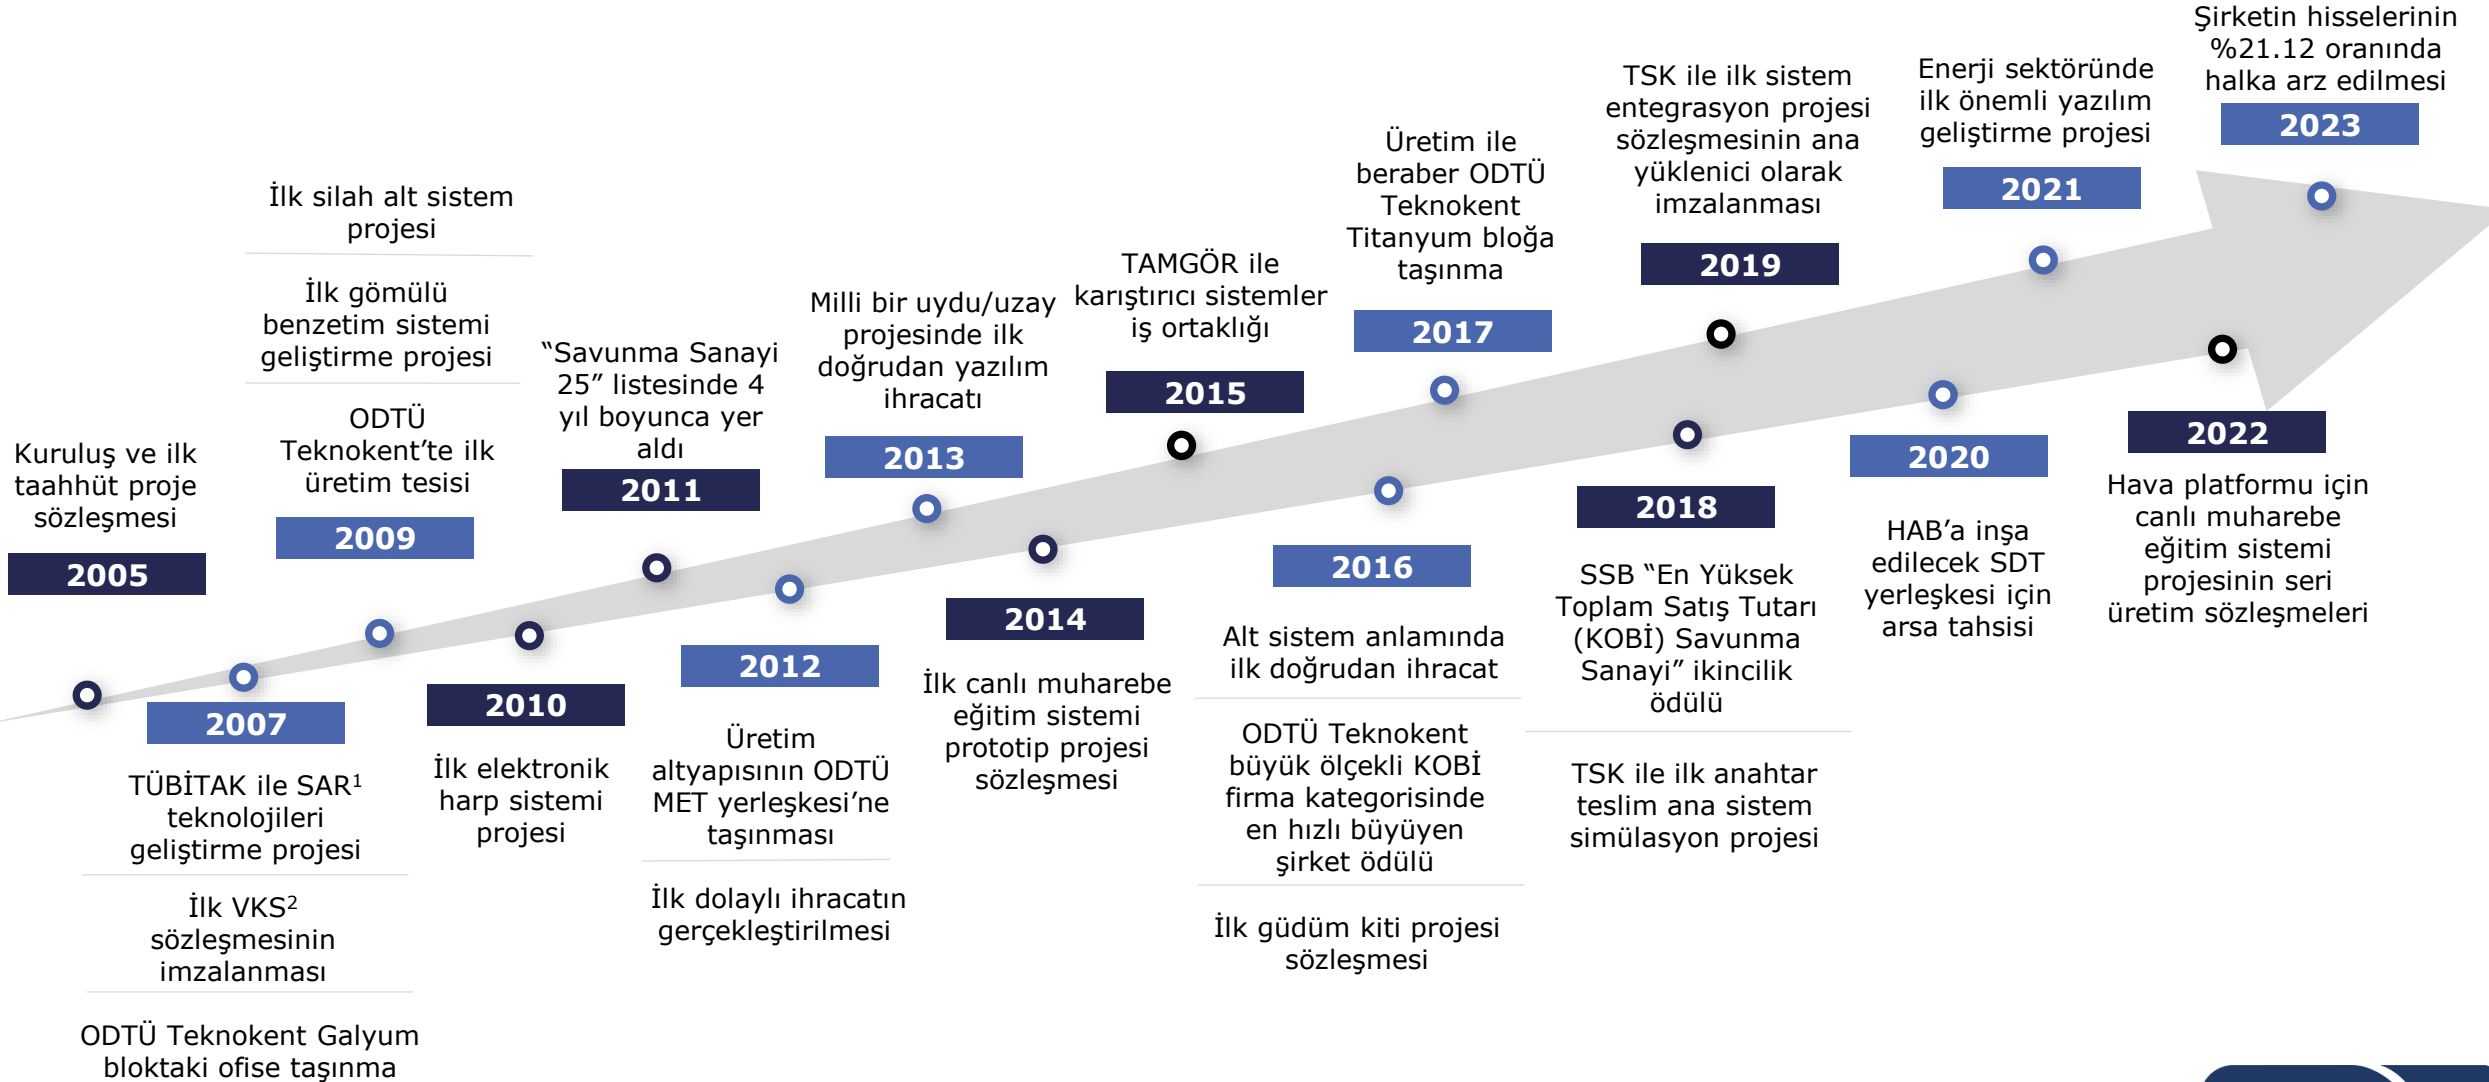 Kuruluş ve ilk
taahhüt proje
sözleşmesi
2005
2007
TÜBİTAK ile SAR¹
teknolojileri
geliştirme projesi
İlk VKS²
sözleşmesinin
imzalanması
ODTÜ Teknokent Galyum
bloktaki ofise taşınma
İlk silah alt sistem
projesi
İlk gömülü
benzetim sistemi
geliştirme projesi
ODTÜ
Teknokent’te ilk
üretim tesisi
2009
2010
İlk elektronik
harp sistemi
projesi
“Savunma Sanayi
25” listesinde 4
yıl boyunca yer
aldı
2011
2012
Üretim
altyapısının ODTÜ
MET yerleşkesi’ne
taşınması
İlk dolaylı ihracatın
gerçekleştirilmesi
Milli bir uydu/uzay
projesinde ilk
doğrudan yazılım
ihracatı
2013
2014
İlk canlı muharebe
eğitim sistemi
prototip projesi
sözleşmesi
TAMGÖR ile
karıştırıcı sistemler
iş ortaklığı
2015
2016
Alt sistem anlamında
ilk doğrudan ihracat
ODTÜ Teknokent
büyük ölçekli KOBİ
firma kategorisinde
en hızlı büyüyen
şirket ödülü
İlk güdüm kiti projesi
sözleşmesi
Üretim ile
beraber ODTÜ
Teknokent
Titanyum bloğa
taşınma
2017
2018
SSB “En Yüksek
Toplam Satış Tutarı
(KOBİ) Savunma
Sanayi” ikincilik
ödülü
TSK ile ilk anahtar
teslim ana sistem
simülasyon projesi
TSK ile ilk sistem
entegrasyon projesi
sözleşmesinin ana
yüklenici olarak
imzalanması
2019
2020
HAB’a inşa
edilecek SDT
yerleşkesi için
arsa tahsisi
Enerji sektöründe
ilk önemli yazılım
geliştirme projesi
2021
2022
Hava platformu için
canlı muharebe
eğitim sistemi
projesinin seri
üretim sözleşmeleri
Şirketin hisselerinin
%21.12 oranında
halka arz edilmesi
2023